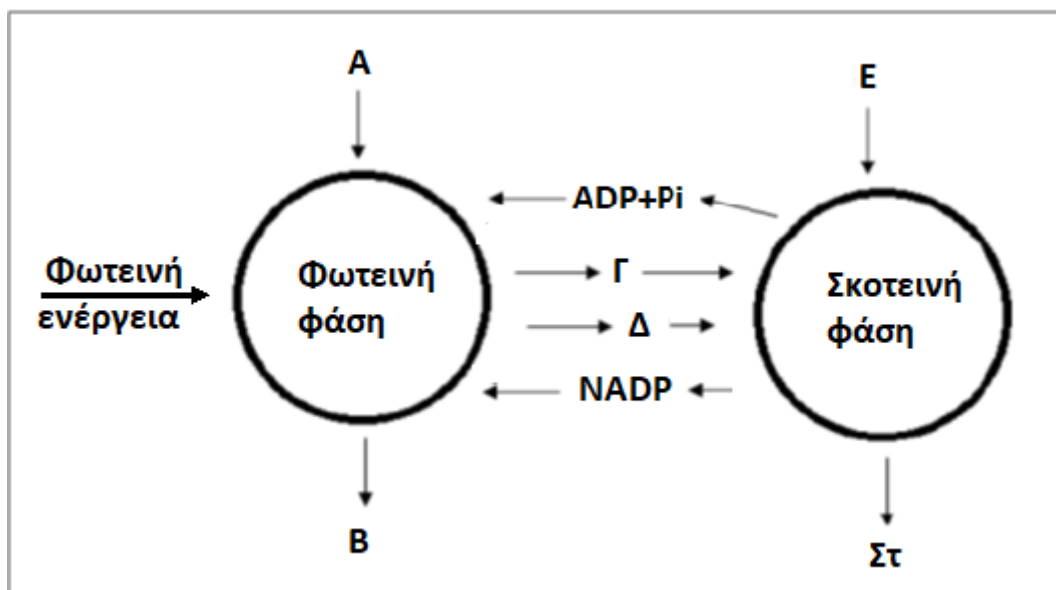 Α
Ε
ADP+Pi
Φωτεινή
ενέργεια
Φωτεινή
φάση
Γ
Δ
Σκοτεινή
φάση
NADP
Β
Στ